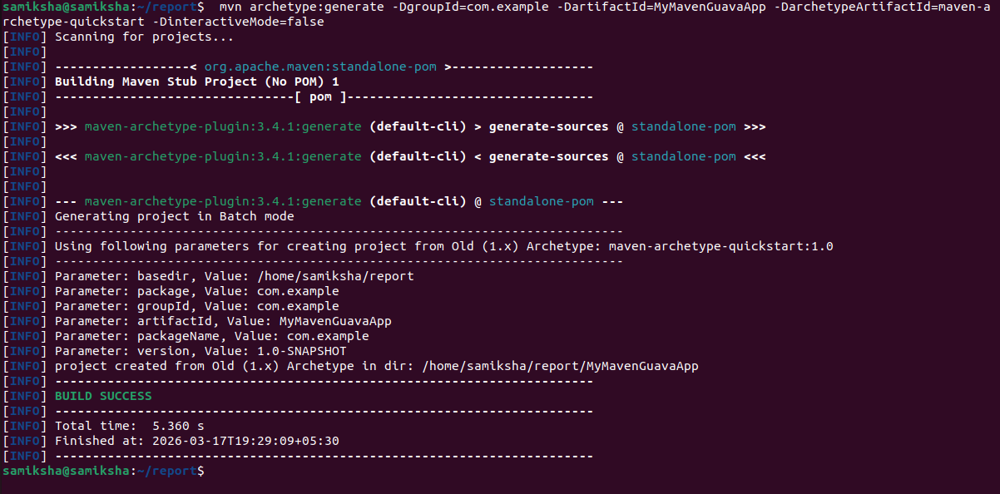 samiksha@samiksha:~/report$  mvn archetype:generate -DgroupId=com.example -DartifactId=MyMavenGuavaApp -DarchetypeArtifactId=maven-a
rchetype-quickstart -DinteractiveMode=false
[INFO] Scanning for projects...
[INFO]
[INFO] ------------------< org.apache.maven:standalone-pom >-------------------
[INFO] Building Maven Stub Project (No POM) 1
[INFO] --------------------------------[ pom ]---------------------------------
[INFO]
[INFO] >>> maven-archetype-plugin:3.4.1:generate (default-cli) > generate-sources @ standalone-pom >>>
[INFO]
[INFO] <<< maven-archetype-plugin:3.4.1:generate (default-cli) < generate-sources @ standalone-pom <<<
[INFO]
[INFO]
[INFO] --- maven-archetype-plugin:3.4.1:generate (default-cli) @ standalone-pom ---
[INFO] Generating project in Batch mode
[INFO] ----------------------------------------------------------------------------
[INFO] Using following parameters for creating project from Old (1.x) Archetype: maven-archetype-quickstart:1.0
[INFO] ----------------------------------------------------------------------------
[INFO] Parameter: basedir, Value: /home/samiksha/report
[INFO] Parameter: package, Value: com.example
[INFO] Parameter: groupId, Value: com.example
[INFO] Parameter: artifactId, Value: MyMavenGuavaApp
[INFO] Parameter: packageName, Value: com.example
[INFO] Parameter: version, Value: 1.0-SNAPSHOT
[INFO] project created from Old (1.x) Archetype in dir: /home/samiksha/report/MyMavenGuavaApp
[INFO] ------------------------------------------------------------------------
[INFO] BUILD SUCCESS
[INFO] ------------------------------------------------------------------------
[INFO] Total time:  5.360 s
[INFO] Finished at: 2026-03-17T19:29:09+05:30
[INFO] ------------------------------------------------------------------------
samiksha@samiksha:~/report$